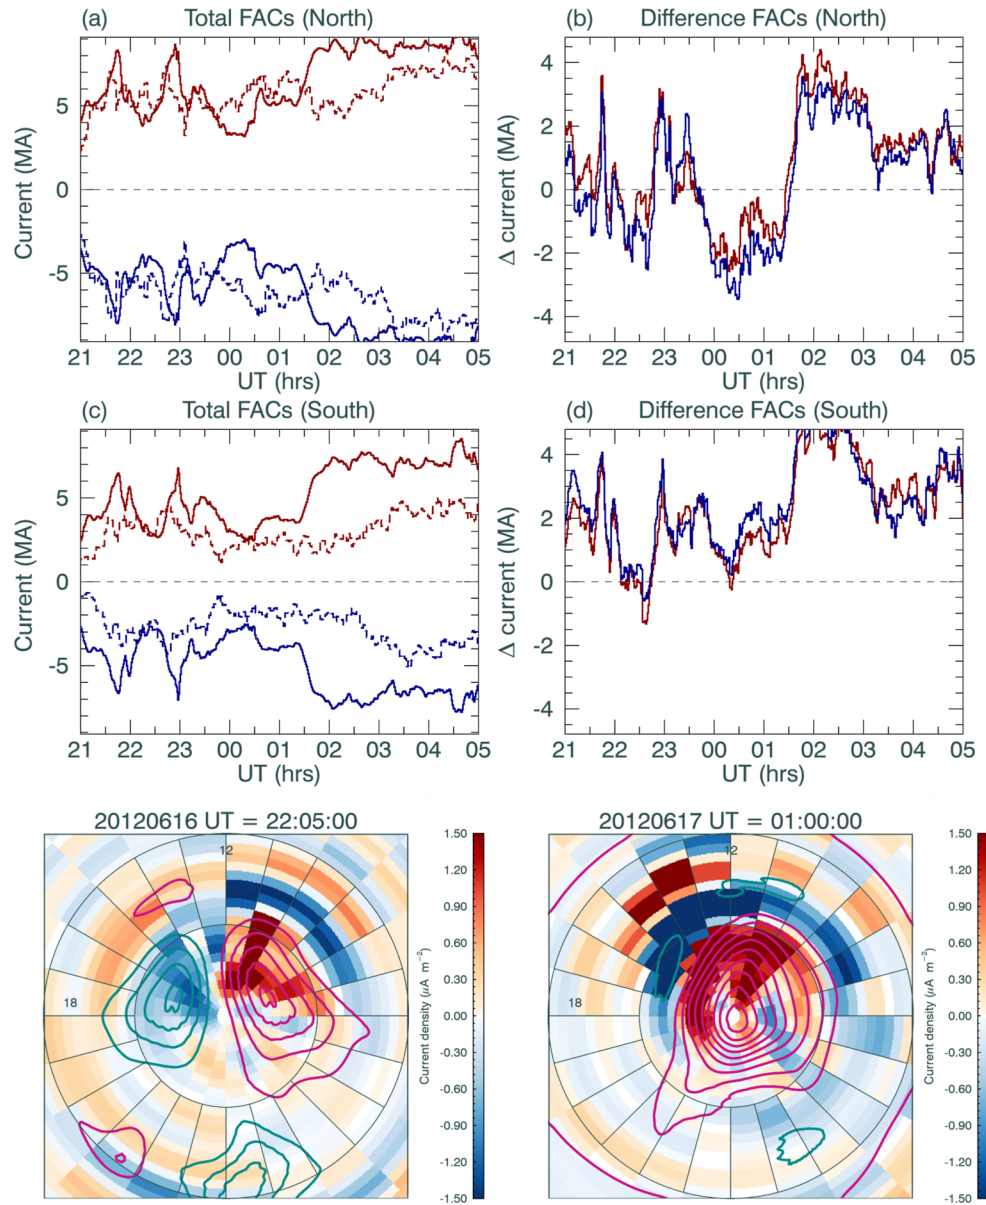 (a) Total FACs (North)
(b) Difference FACs (North)
Current (MA)
5
0
-5
21 22 23 00 01 02 03 04 05
UT (hrs)
Δ current (MA)
4
2
0
-2
-4
21 22 23 00 01 02 03 04 05
UT (hrs)
(c) Total FACs (South)
(d) Difference FACs (South)
Current (MA)
5
0
-5
21 22 23 00 01 02 03 04 05
UT (hrs)
Δ current (MA)
4
2
0
-2
-4
21 22 23 00 01 02 03 04 05
UT (hrs)
20120616 UT = 22:05:00
12
18
1.50
1.20
0.90
0.60
0.30
0.00
-0.30
-0.60
-0.90
-1.20
-1.50
Current density (μA m⁻²)
20120617 UT = 01:00:00
12
18
1.50
1.20
0.90
0.60
0.30
0.00
-0.30
-0.60
-0.90
-1.20
-1.50
Current density (μA m⁻²)